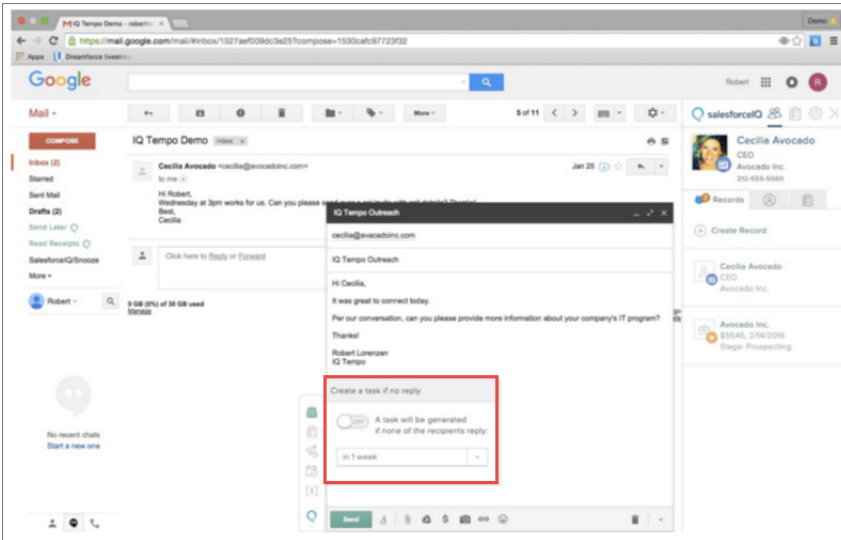 M IQ Tempo Demo - robertlo
Demo
https://mail.google.com/mail/#inbox/1527aef009dc3e25?compose=1530cafc97723f32
Apps
Google
Robert
R
Mail
More
5 of 11
salesforceIQ
COMPOSE
IQ Tempo Demo
Inbox x
Inbox (2)
Starred
Sent Mail
Drafts (2)
Send Later
Read Receipts
SalesforceIQ/Snooze
More
Robert
Cecilia Avocado <cecilia@avocadoinc.com>
Jan 25
to me
Hi Robert,
Wednesday at 3pm works for us. Can you please
Best,
Cecilia
Click here to Reply or Forward
0 GB (0%) of 30 GB used
Manage
No recent chats
Start a new one
IQ Tempo Outreach
cecilia@avocadoinc.com
IQ Tempo Outreach
Hi Cecilia,
It was great to connect today.
Per our conversation, can you please provide more information about your company's IT program?
Thanks!
Robert Lorenzen
IQ Tempo
Create a task if no reply
OFF
A task will be generated
if none of the recipients reply:
in 1 week
Send
Cecilia Avocado
CEO
Avocado Inc.
212-555-5560
Records
Create Record
Cecilia Avocado
CEO
Avocado Inc.
Avocado Inc.
$5545, 2/14/2016
Stage: Prospecting